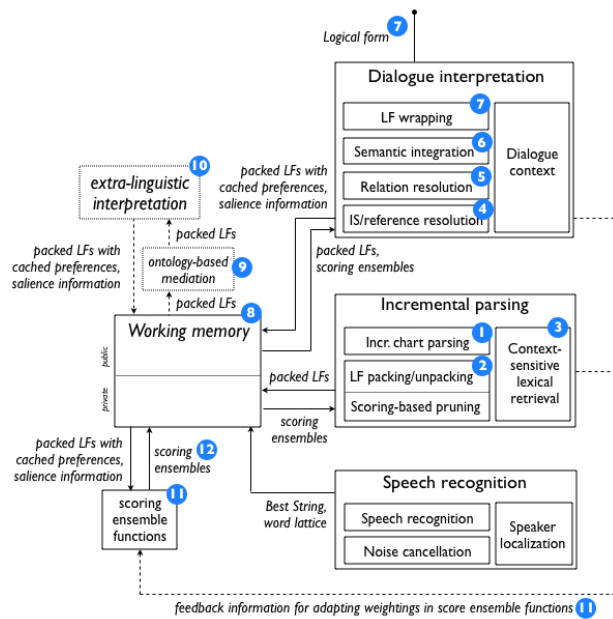 Logical form 7
Dialogue interpretation
7
LF wrapping
6
Semantic integration
5
Relation resolution
4
IS/reference resolution
Dialogue
context
packed LFs with
cached preferences,
salience information
packed LFs,
scoring ensembles
10
extra-linguistic
interpretation
packed LFs
packed LFs with
cached preferences,
salience information
ontology-based
mediation
9
packed LFs
8
Working memory
public
private
Incremental parsing
1
Incr. chart parsing
2
LF packing/unpacking
Scoring-based pruning
3
Context-
sensitive
lexical
retrieval
packed LFs
scoring
ensembles
packed LFs with
cached preferences,
salience information
scoring 12
ensembles
11
scoring
ensemble
functions
Best String,
word lattice
Speech recognition
Speech recognition
Noise cancellation
Speaker
localization
feedback information for adapting weightings in score ensemble functions 11